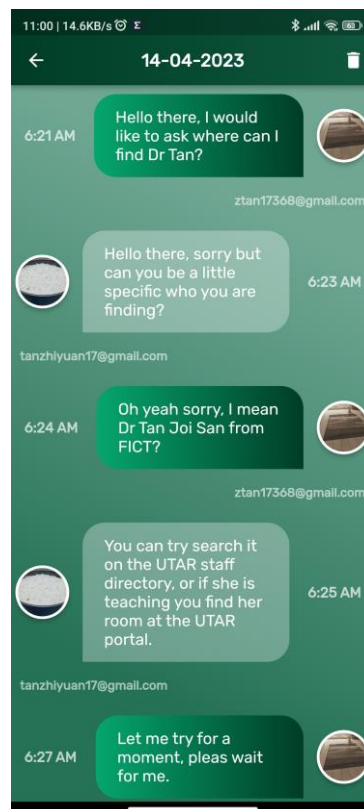 11:00 | 14.6KB/s
60
14-04-2023
Hello there, I would
like to ask where can I
find Dr Tan?
6:21 AM
ztan17368@gmail.com
Hello there, sorry but
can you be a little
specific who you are
finding?
6:23 AM
tanzhiyuan17@gmail.com
Oh yeah sorry, I mean
Dr Tan Joi San from
FICT?
6:24 AM
ztan17368@gmail.com
You can try search it
on the UTAR staff
directory, or if she is
teaching you find her
room at the UTAR
portal.
6:25 AM
tanzhiyuan17@gmail.com
Let me try for a
moment, pleas wait
for me.
6:27 AM